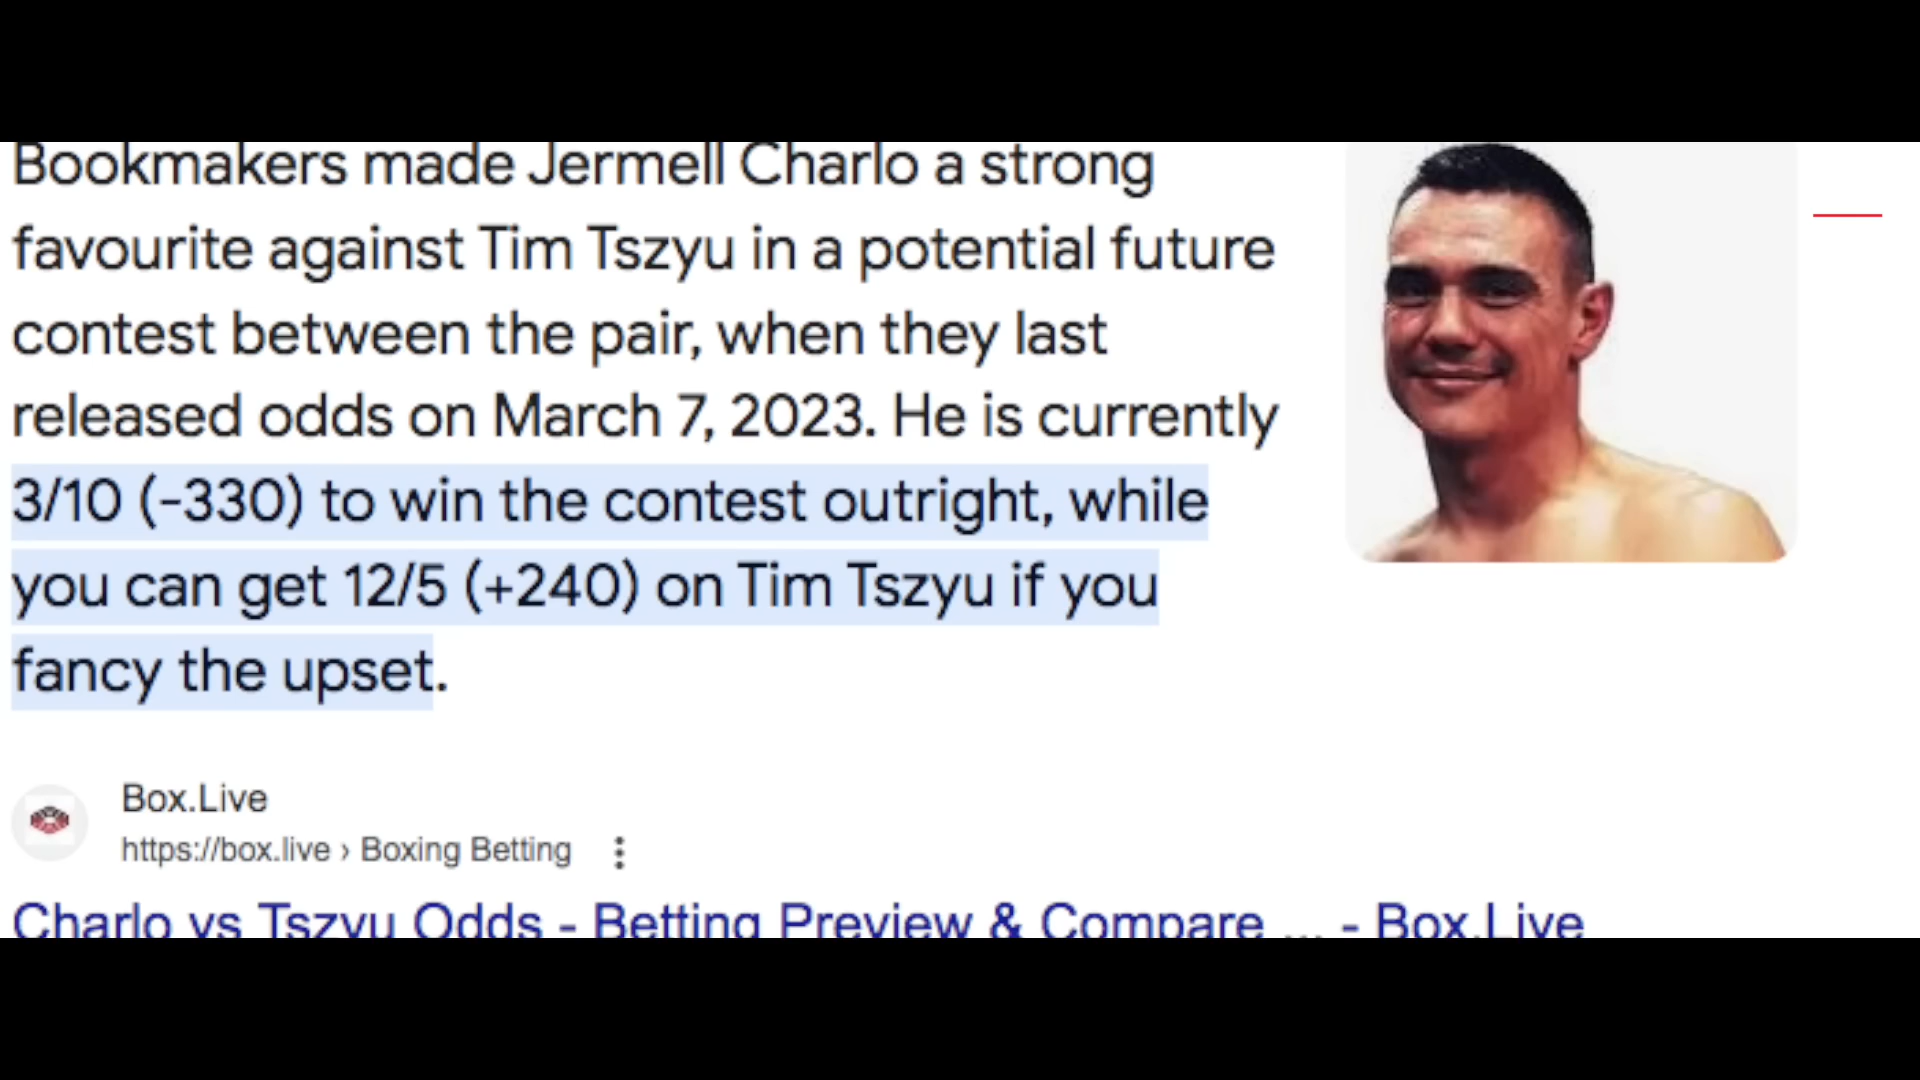 Bookmakers made Jermell Charlo a strong
favourite against Tim Tszyu in a potential future
contest between the pair, when they last
released odds on March 7, 2023. He is currently
3/10 (-330) to win the contest outright, while
you can get 12/5 (+240) on Tim Tszyu if you
fancy the upset.
Box.Live
https://box.live › Boxing Betting
Charlo vs Tszyu Odds - Betting Preview & Compare ... - Box.Live